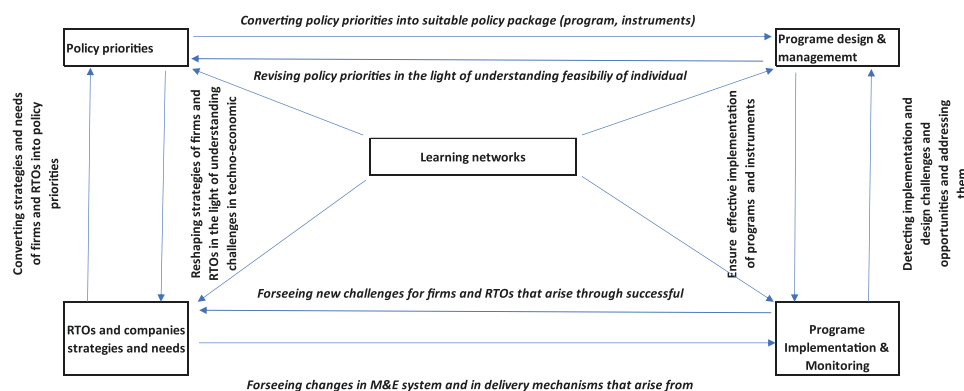 Converting policy priorities into suitable policy package (program, instruments)
Policy priorities
Programe design &
managememt
Revising policy priorities in the light of understanding feasibiliy of individual
Converting strategies and needs
of firms and RTOs into policy
priorities
Reshaping strategies of firms and
RTOs in the light of understanding
challenges in techno-economic
Learning networks
Ensure effective implementation
of programs and instruments
Detecting implementation and
design challenges and
opportunities and addressing
them
Forseeing new challenges for firms and RTOs that arise through successful
RTOs and companies
strategies and needs
Programe
Implementation &
Monitoring
Forseeing changes in M&E system and in delivery mechanisms that arise from